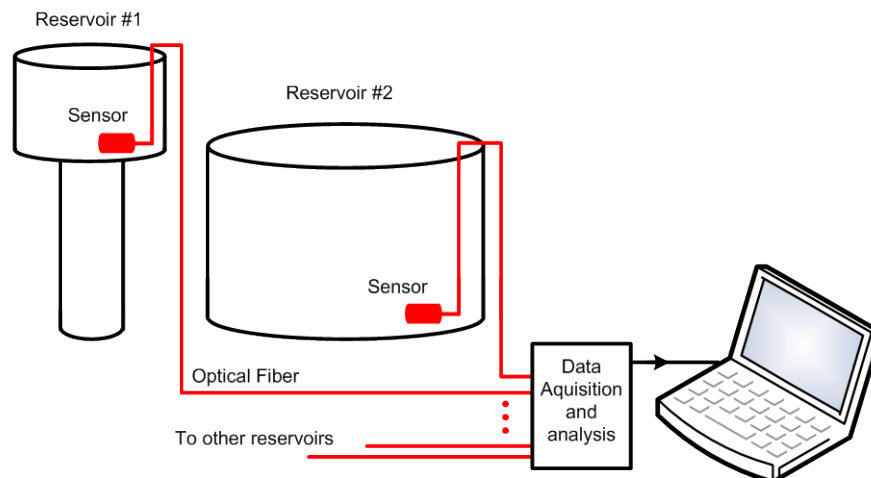 Reservoir #1
Sensor
Reservoir #2
Sensor
Optical Fiber
Data
Aquisition
and
analysis
To other reservoirs